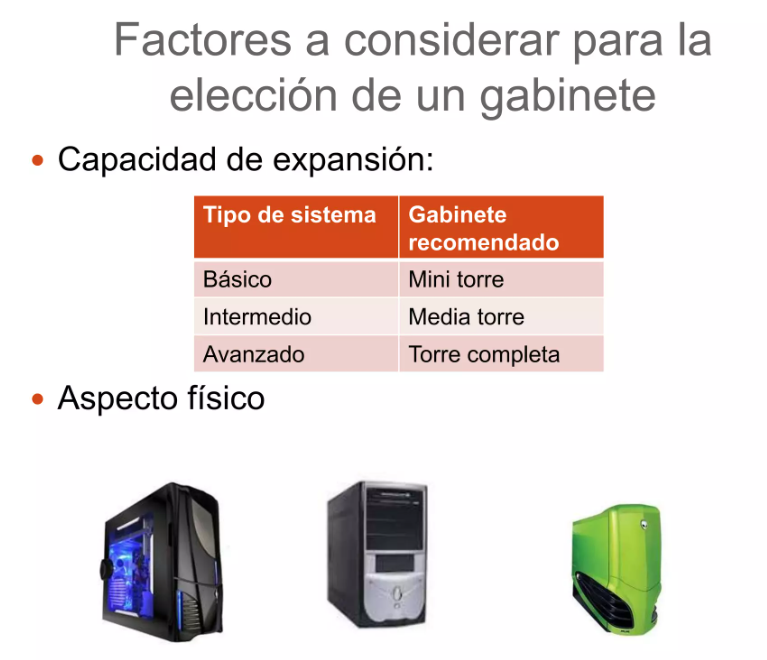 Factores a considerar para la
elección de un gabinete
• Capacidad de expansión:
Tipo de sistema Gabinete
recomendado
Básico Mini torre
Intermedio Media torre
Avanzado Torre completa
• Aspecto físico